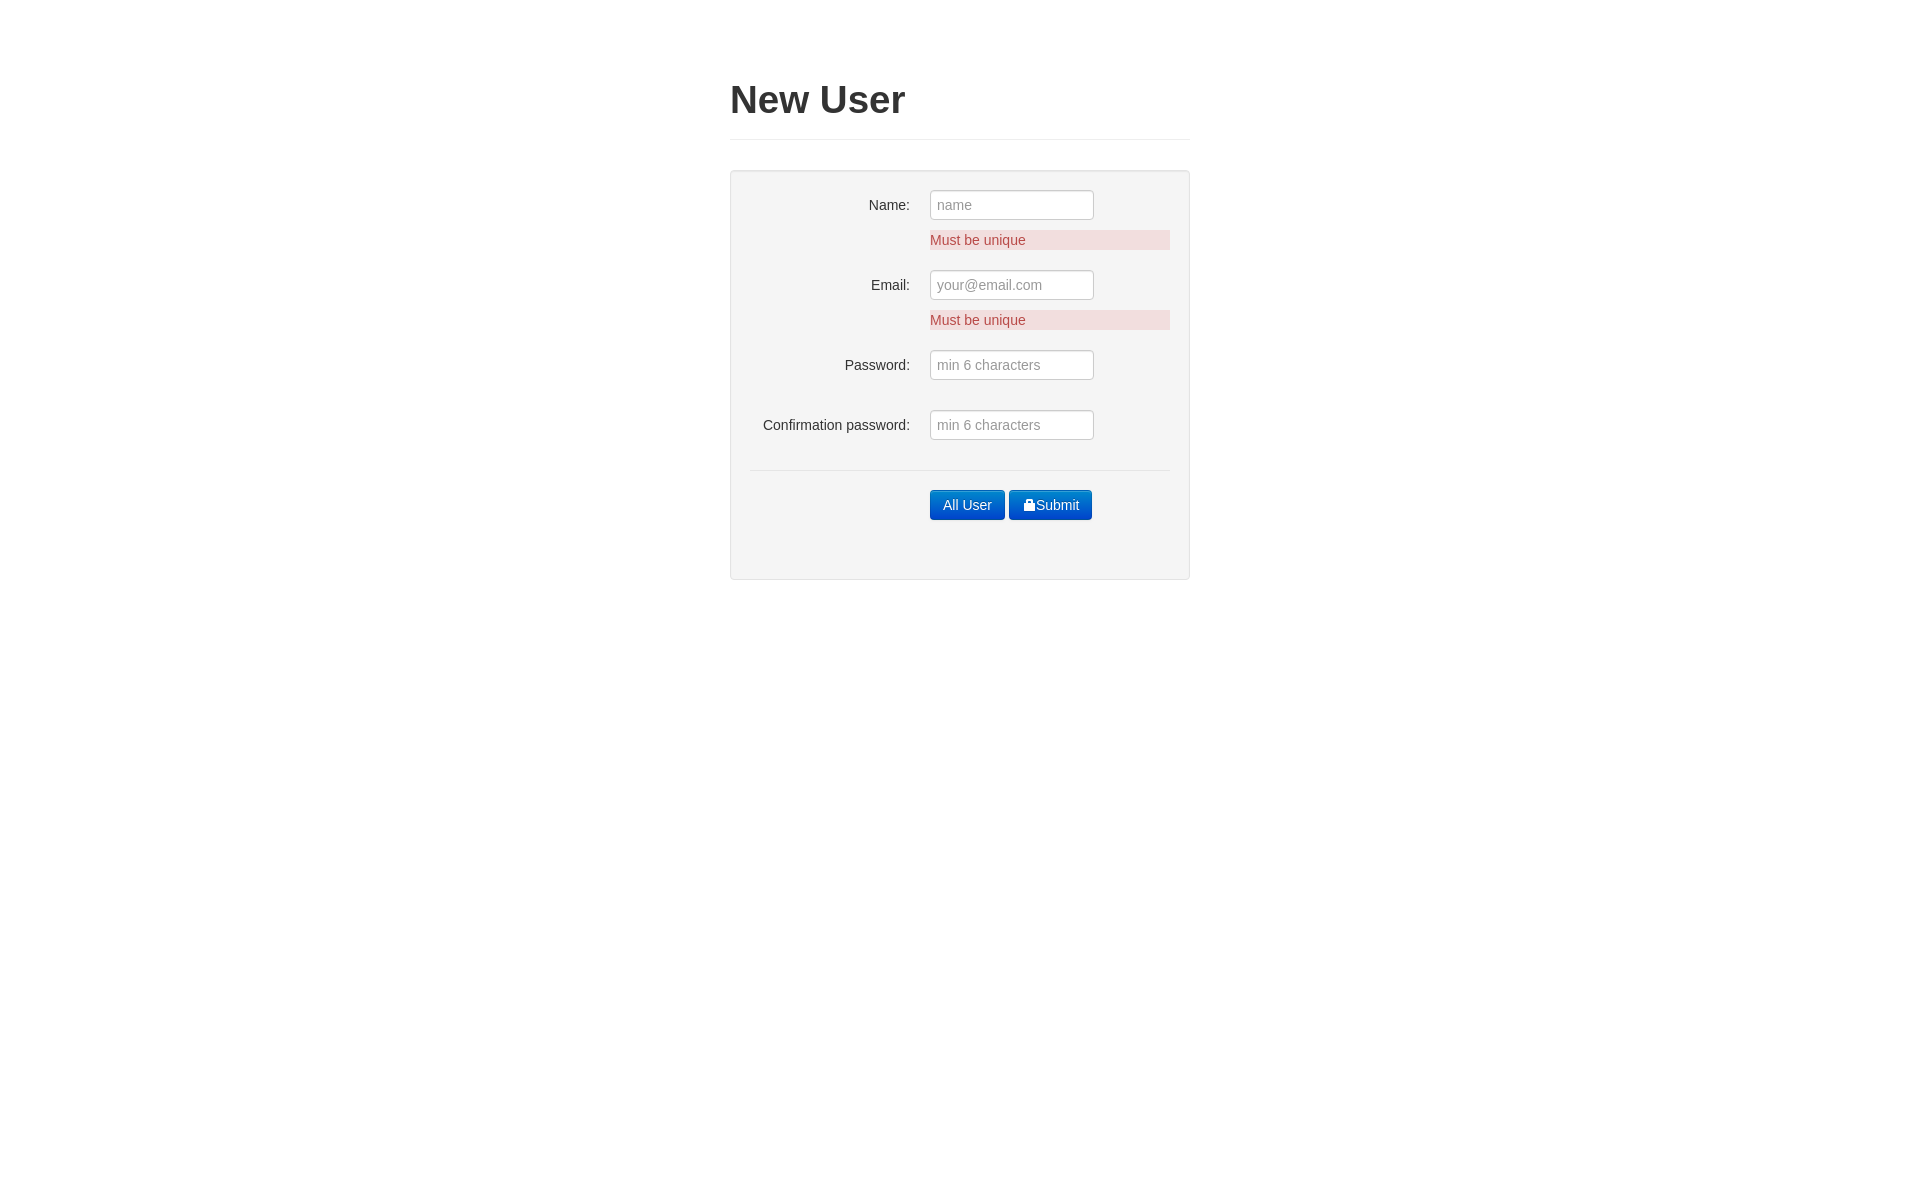 New User
Name: name
Must be unique
Email: your@email.com
Must be unique
Password: min 6 characters
Confirmation password: min 6 characters
All User Submit